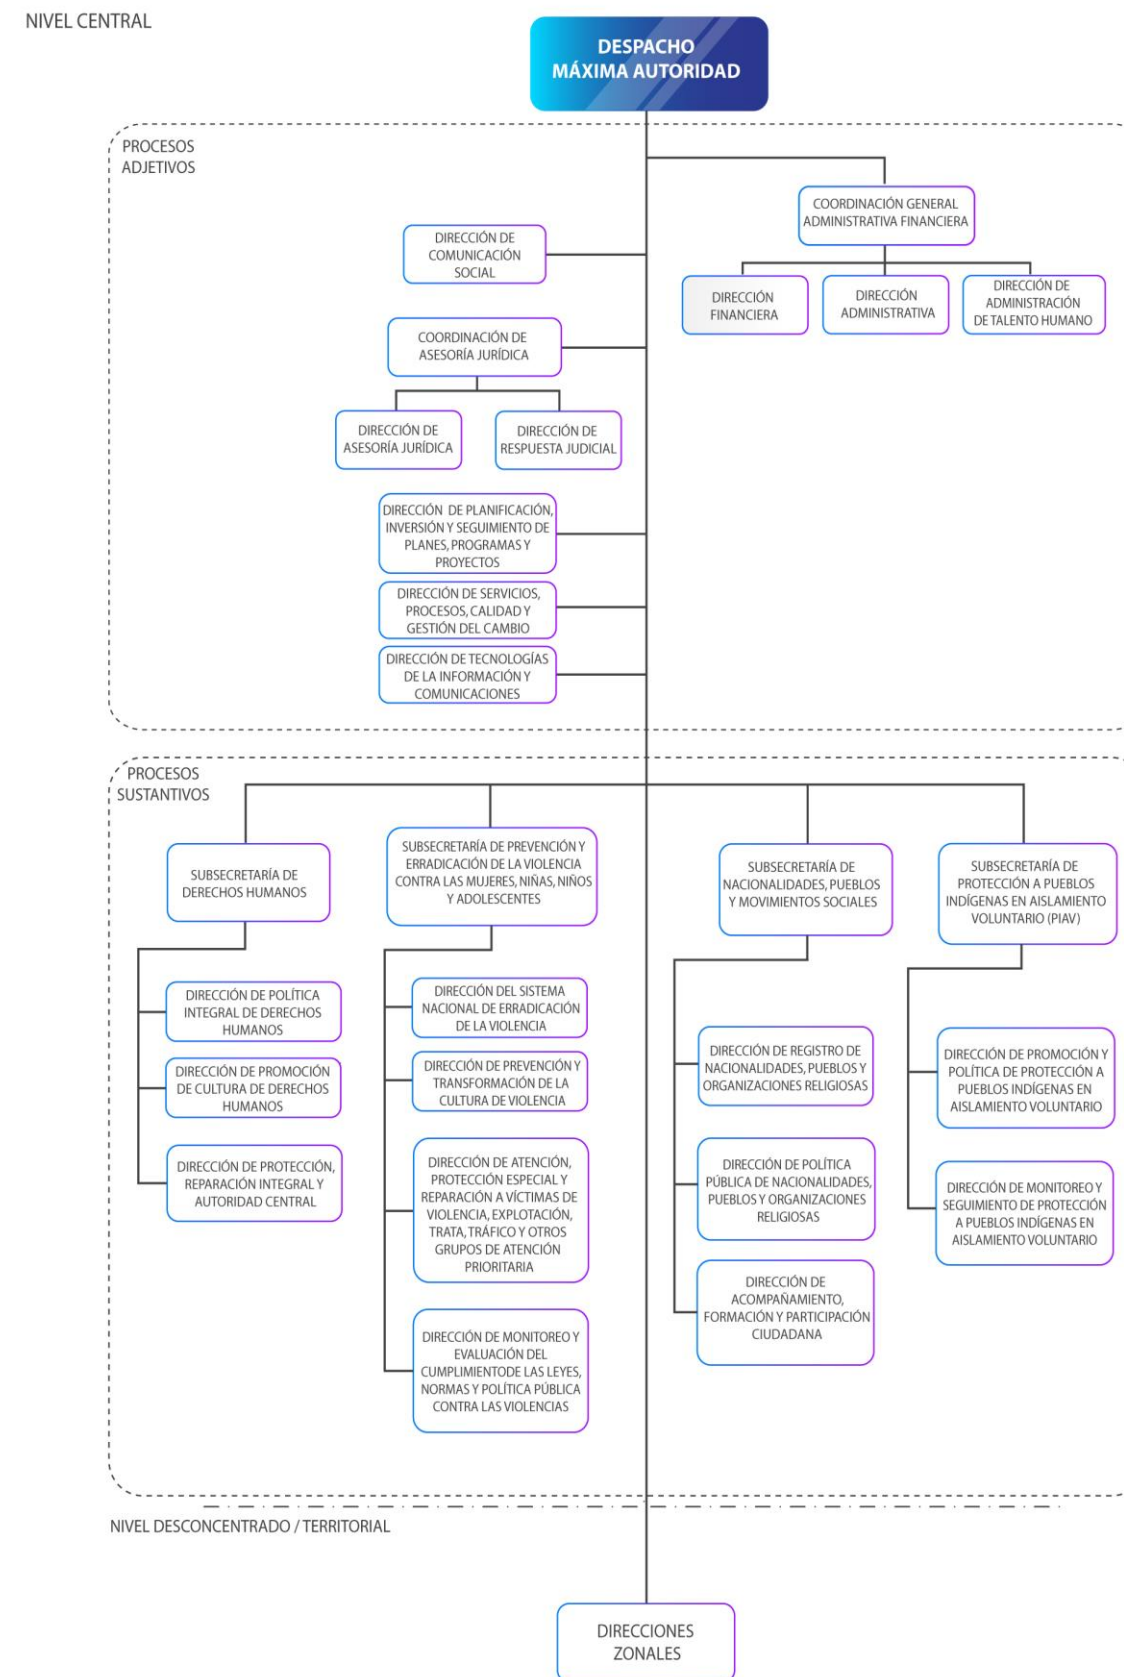 NIVEL CENTRAL
DESPACHO
MÁXIMA AUTORIDAD
PROCESOS
ADJETIVOS
COORDINACIÓN GENERAL
ADMINISTRATIVA FINANCIERA
DIRECCIÓN DE
COMUNICACIÓN
SOCIAL
DIRECCIÓN
FINANCIERA
DIRECCIÓN
ADMINISTRATIVA
DIRECCIÓN DE
ADMINISTRACIÓN
DE TALENTO HUMANO
COORDINACIÓN DE
ASESORÍA JURÍDICA
DIRECCIÓN DE
ASESORÍA JURÍDICA
DIRECCIÓN DE
RESPUESTA JUDICIAL
DIRECCIÓN DE PLANIFICACIÓN,
INVERSIÓN Y SEGUIMIENTO DE
PLANES, PROGRAMAS Y
PROYECTOS
DIRECCIÓN DE SERVICIOS,
PROCESOS, CALIDAD Y
GESTIÓN DEL CAMBIO
DIRECCIÓN DE TECNOLOGÍAS
DE LA INFORMACIÓN Y
COMUNICACIONES
PROCESOS
SUSTANTIVOS
SUBSECRETARÍA DE
DERECHOS HUMANOS
DIRECCIÓN DE POLÍTICA
INTEGRAL DE DERECHOS
HUMANOS
DIRECCIÓN DE PROMOCIÓN
DE CULTURA DE DERECHOS
HUMANOS
DIRECCIÓN DE PROTECCIÓN,
REPARACIÓN INTEGRAL Y
AUTORIDAD CENTRAL
SUBSECRETARÍA DE PREVENCIÓN Y
ERRADICACIÓN DE LA VIOLENCIA
CONTRA LAS MUJERES, NIÑAS, NIÑOS
Y ADOLESCENTES
DIRECCIÓN DEL SISTEMA
NACIONAL DE ERRADICACIÓN
DE LA VIOLENCIA
DIRECCIÓN DE PREVENCIÓN Y
TRANSFORMACIÓN DE LA
CULTURA DE VIOLENCIA
DIRECCIÓN DE ATENCIÓN,
PROTECCIÓN ESPECIAL Y
REPARACIÓN A VÍCTIMAS DE
VIOLENCIA, EXPLOTACIÓN,
TRATA, TRÁFICO Y OTROS
GRUPOS DE ATENCIÓN
PRIORITARIA
DIRECCIÓN DE MONITOREO Y
EVALUACIÓN DEL
CUMPLIMIENTODE LAS LEYES,
NORMAS Y POLÍTICA PÚBLICA
CONTRA LAS VIOLENCIAS
SUBSECRETARÍA DE
NACIONALIDADES, PUEBLOS
Y MOVIMIENTOS SOCIALES
DIRECCIÓN DE REGISTRO DE
NACIONALIDADES, PUEBLOS Y
ORGANIZACIONES RELIGIOSAS
DIRECCIÓN DE POLÍTICA
PÚBLICA DE NACIONALIDADES,
PUEBLOS Y ORGANIZACIONES
RELIGIOSAS
DIRECCIÓN DE
ACOMPAÑAMIENTO,
FORMACIÓN Y PARTICIPACIÓN
CIUDADANA
SUBSECRETARÍA DE
PROTECCIÓN A PUEBLOS
INDÍGENAS EN AISLAMIENTO
VOLUNTARIO (PIAV)
DIRECCIÓN DE PROMOCIÓN Y
POLÍTICA DE PROTECCIÓN A
PUEBLOS INDÍGENAS EN
AISLAMIENTO VOLUNTARIO
DIRECCIÓN DE MONITOREO Y
SEGUIMIENTO DE PROTECCIÓN
A PUEBLOS INDÍGENAS EN
AISLAMIENTO VOLUNTARIO
NIVEL DESCONCENTRADO / TERRITORIAL
DIRECCIONES
ZONALES